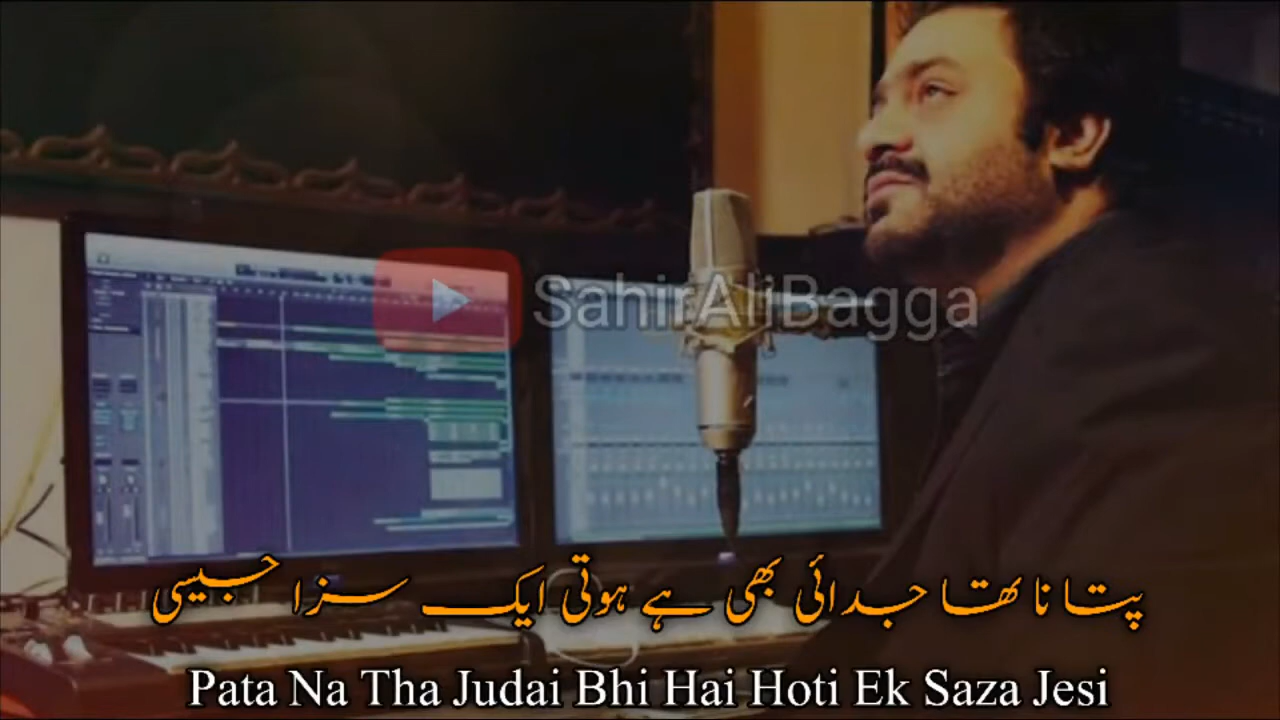 SahirAliBagga
پتا نا تھا جدائی بھی ہے ہوتی ایک سزا جیسی
Pata Na Tha Judai Bhi Hai Hoti Ek Saza Jesi